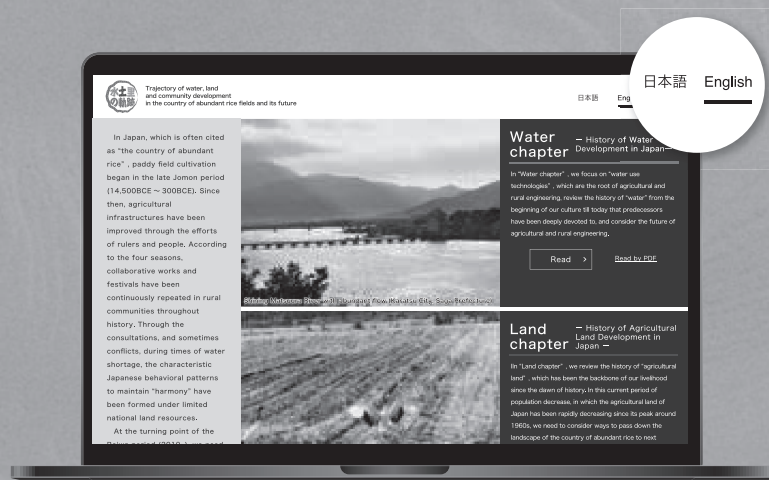 水土里
の軌跡
Trajectory of water, land
and community development
in the country of abundant rice fields and its future
日本語
Eng
日本語 English
In Japan, which is often cited
as “the country of abundant
rice” , paddy field cultivation
began in the late Jomon period
(14,500BCE ~ 300BCE). Since
then, agricultural
infrastructures have been
improved through the efforts
of rulers and people. According
to the four seasons,
collaborative works and
festivals have been
continuously repeated in rural
communities throughout
history. Through the
consultations, and sometimes
conflicts, during times of water
shortage, the characteristic
Japanese behavioral patterns
to maintain “harmony” have
been formed under limited
national land resources.
At the turning point of the
Shining Matsuura River with abundant flow (Karatsu City, Saga Prefecture)
Water
chapter
— History of Water
Development in Japan—
In “Water chapter” , we focus on “water use
technologies” , which are the root of agricultural and
rural engineering, review the history of “water” from the
beginning of our culture till today that predecessors
have been deeply devoted to, and consider the future of
agricultural and rural engineering.
Read >
Read by PDF
Land
chapter
— History of Agricultural
Land Development in
Japan —
IIn “Land chapter” , we review the history of “agricultural
land” , which has been the backbone of our livelihood
since the dawn of history. In this current period of
population decrease, in which the agricultural land of
Japan has been rapidly decreasing since its peak around
1960s, we need to consider ways to pass down the
landscape of the country of abundant rice to next